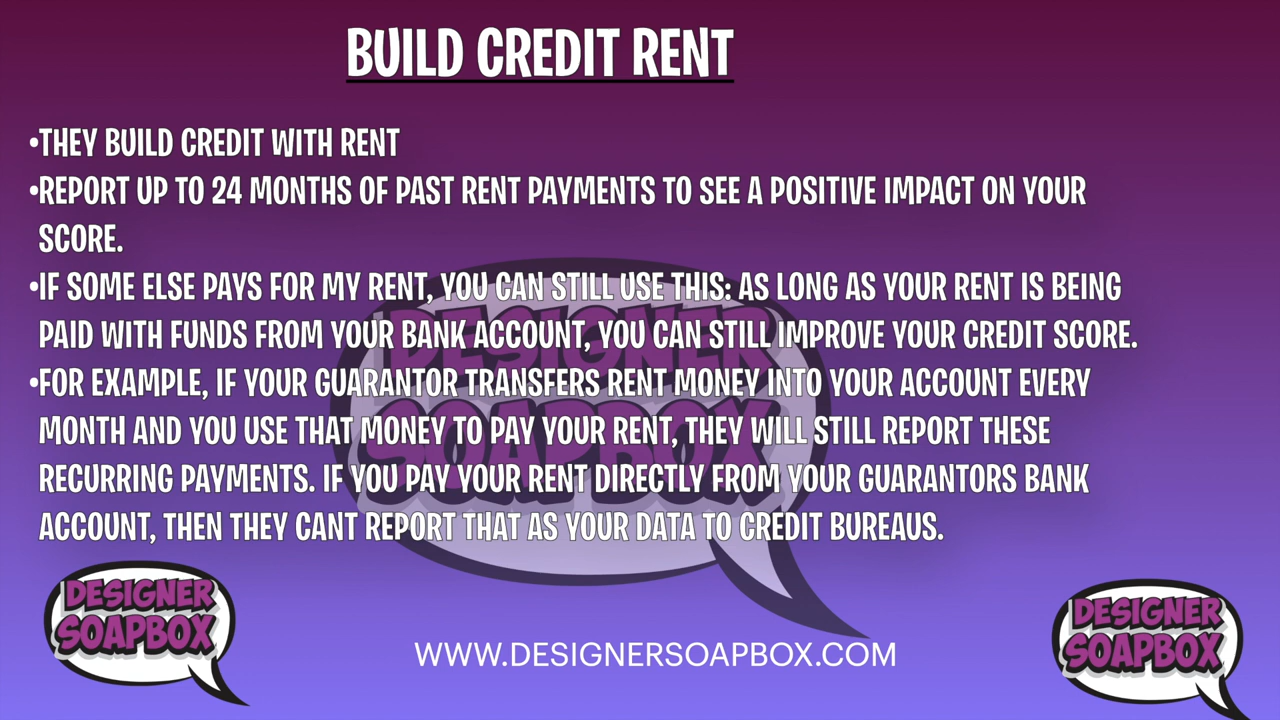 BUILD CREDIT RENT
•THEY BUILD CREDIT WITH RENT
•REPORT UP TO 24 MONTHS OF PAST RENT PAYMENTS TO SEE A POSITIVE IMPACT ON YOUR
SCORE.
•IF SOME ELSE PAYS FOR MY RENT, YOU CAN STILL USE THIS: AS LONG AS YOUR RENT IS BEING
PAID WITH FUNDS FROM YOUR BANK ACCOUNT, YOU CAN STILL IMPROVE YOUR CREDIT SCORE.
•FOR EXAMPLE, IF YOUR GUARANTOR TRANSFERS RENT MONEY INTO YOUR ACCOUNT EVERY
MONTH AND YOU USE THAT MONEY TO PAY YOUR RENT, THEY WILL STILL REPORT THESE
RECURRING PAYMENTS. IF YOU PAY YOUR RENT DIRECTLY FROM YOUR GUARANTORS BANK
ACCOUNT, THEN THEY CANT REPORT THAT AS YOUR DATA TO CREDIT BUREAUS.
DESIGNER
SOAPBOX
DESIGNER
SOAPBOX
WWW.DESIGNERSOAPBOX.COM
DESIGNER
SOAPBOX